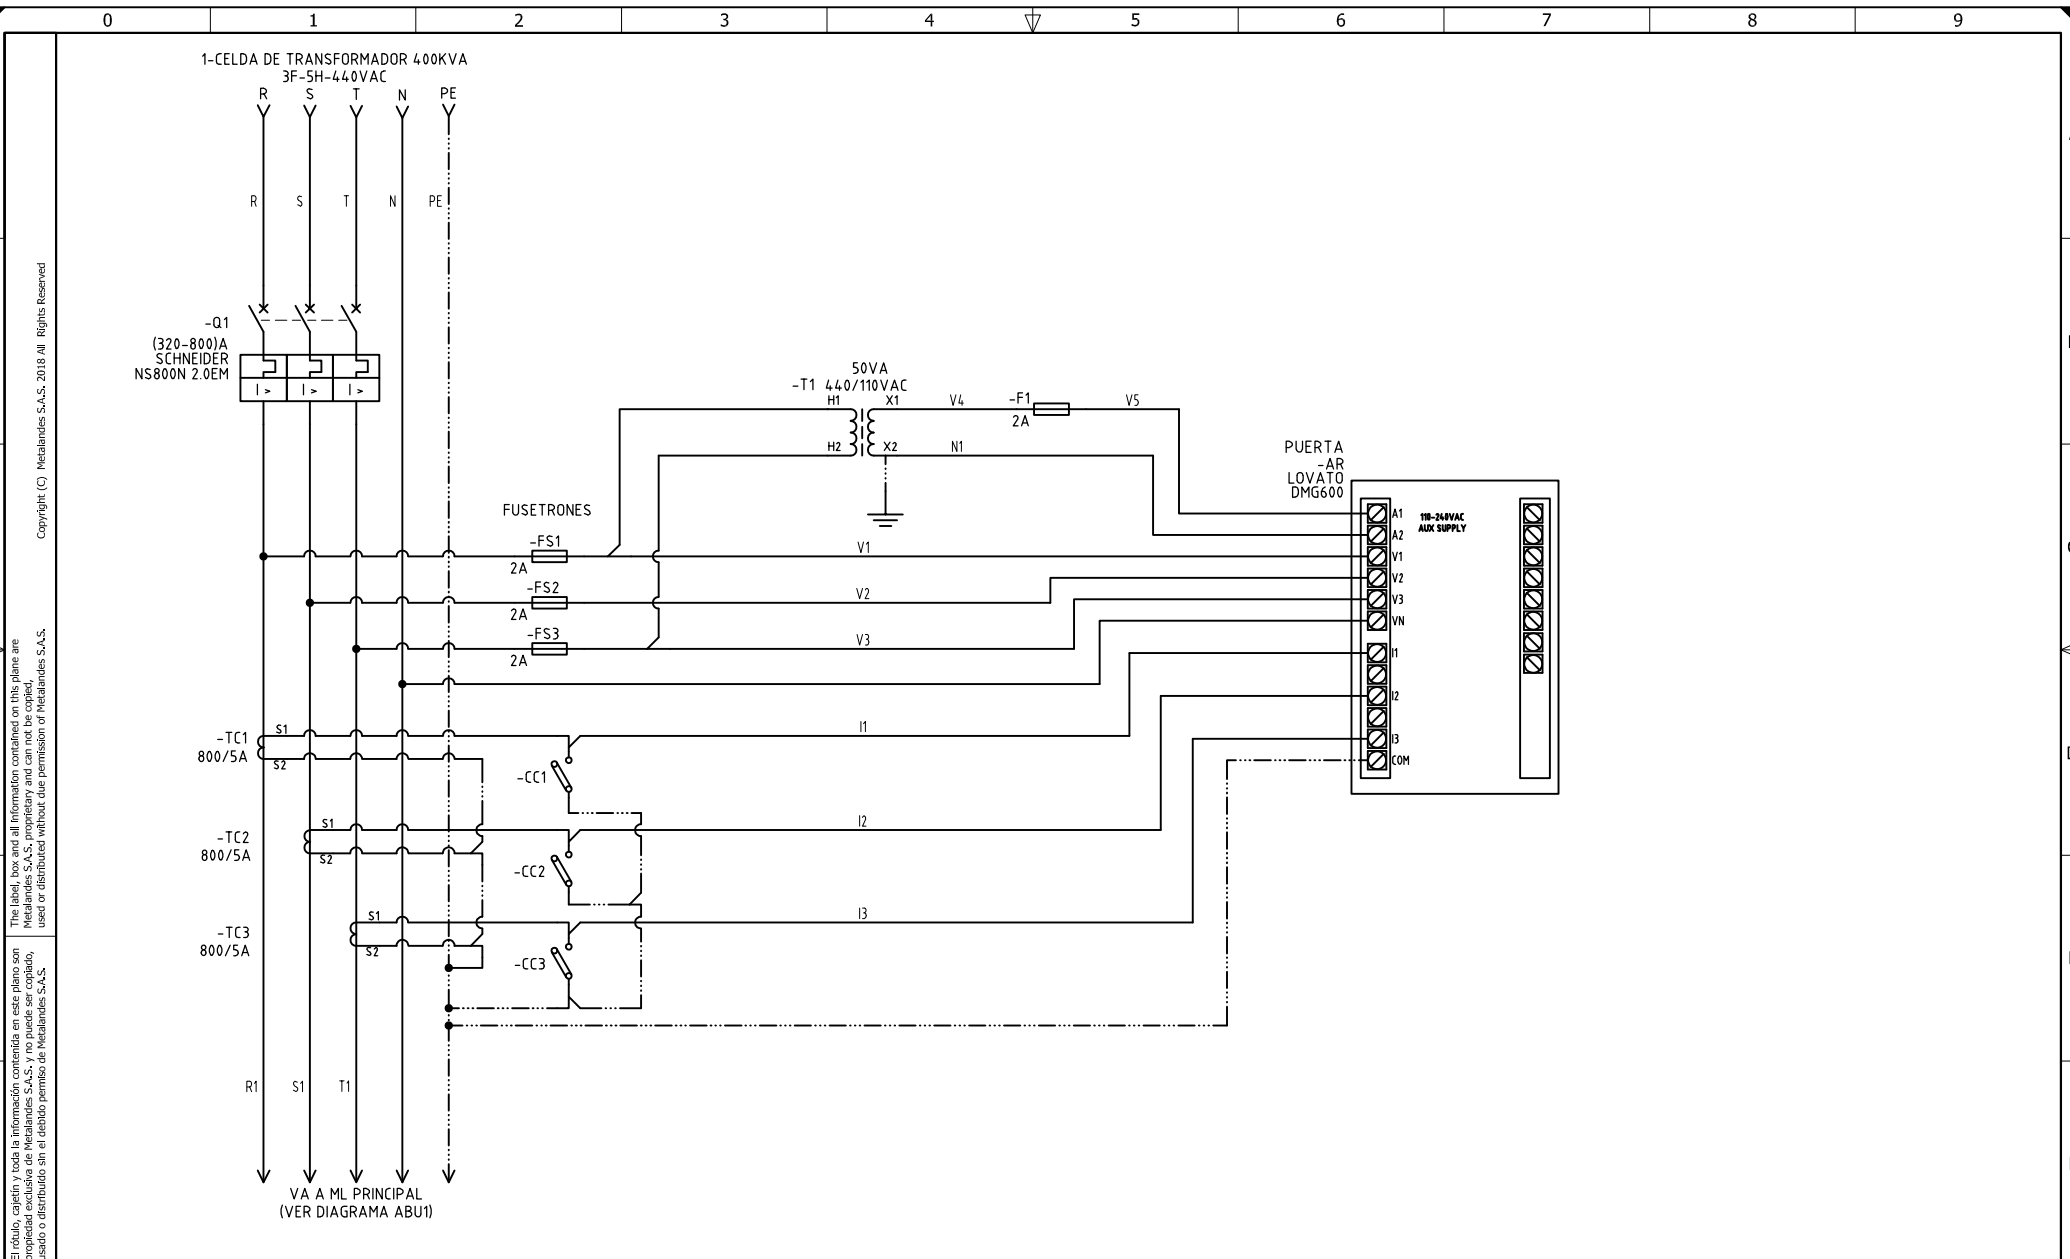 0 1 2 3 4 5 6 7 8 9
1-CELDA DE TRANSFORMADOR 400KVA
3F-5H-440VAC
R S T N PE
R S T N PE
-Q1
(320-800)A
SCHNEIDER
NS800N 2.0EM
I > I > I >
50VA
-T1 440/110VAC
H1 X1 V4 -F1 V5
2A
H2 X2 N1
PUERTA
-AR
LOVATO
DMG600
110-240VAC
AUX SUPPLY
A1
A2
V1
V2
V3
VN
I1
I2
I3
COM
FUSETRONES
-FS1 V1
2A
-FS2 V2
2A
-FS3 V3
2A
-TC1 S1 I1
800/5A S2
-CC1
-TC2 S1 I2
800/5A S2
-CC2
-TC3 S1 I3
800/5A S2
-CC3
R1 S1 T1
VA A ML PRINCIPAL
(VER DIAGRAMA ABU1)
Copyright (C) Metalandes S.A.S. 2018 All Rights Reserved
The label, box and all information contained on this plane are
Metalandes S.A.S. proprietary and can not be copied,
used or distributed without due permission of Metalandes S.A.S.
El rótulo, cajetín y toda la información contenida en este plano son
propiedad exclusiva de Metalandes S.A.S. y no puede ser copiado,
usado o distribuido sin el debido permiso de Metalandes S.A.S.